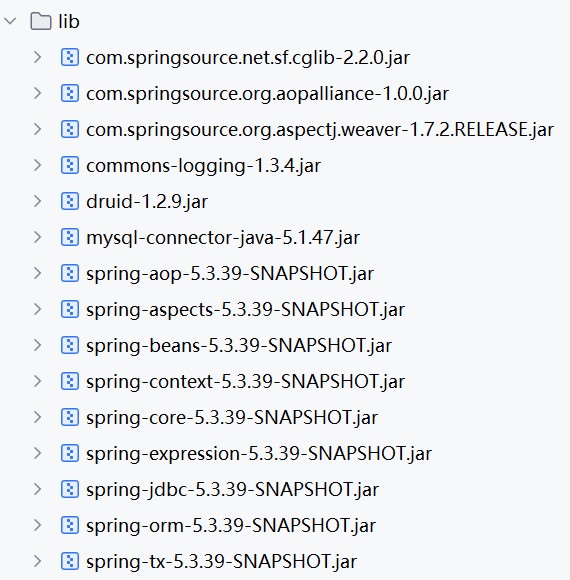 lib
com.springsource.net.sf.cglib-2.2.0.jar
com.springsource.org.aopalliance-1.0.0.jar
com.springsource.org.aspectj.weaver-1.7.2.RELEASE.jar
commons-logging-1.3.4.jar
druid-1.2.9.jar
mysql-connector-java-5.1.47.jar
spring-aop-5.3.39-SNAPSHOT.jar
spring-aspects-5.3.39-SNAPSHOT.jar
spring-beans-5.3.39-SNAPSHOT.jar
spring-context-5.3.39-SNAPSHOT.jar
spring-core-5.3.39-SNAPSHOT.jar
spring-expression-5.3.39-SNAPSHOT.jar
spring-jdbc-5.3.39-SNAPSHOT.jar
spring-orm-5.3.39-SNAPSHOT.jar
spring-tx-5.3.39-SNAPSHOT.jar